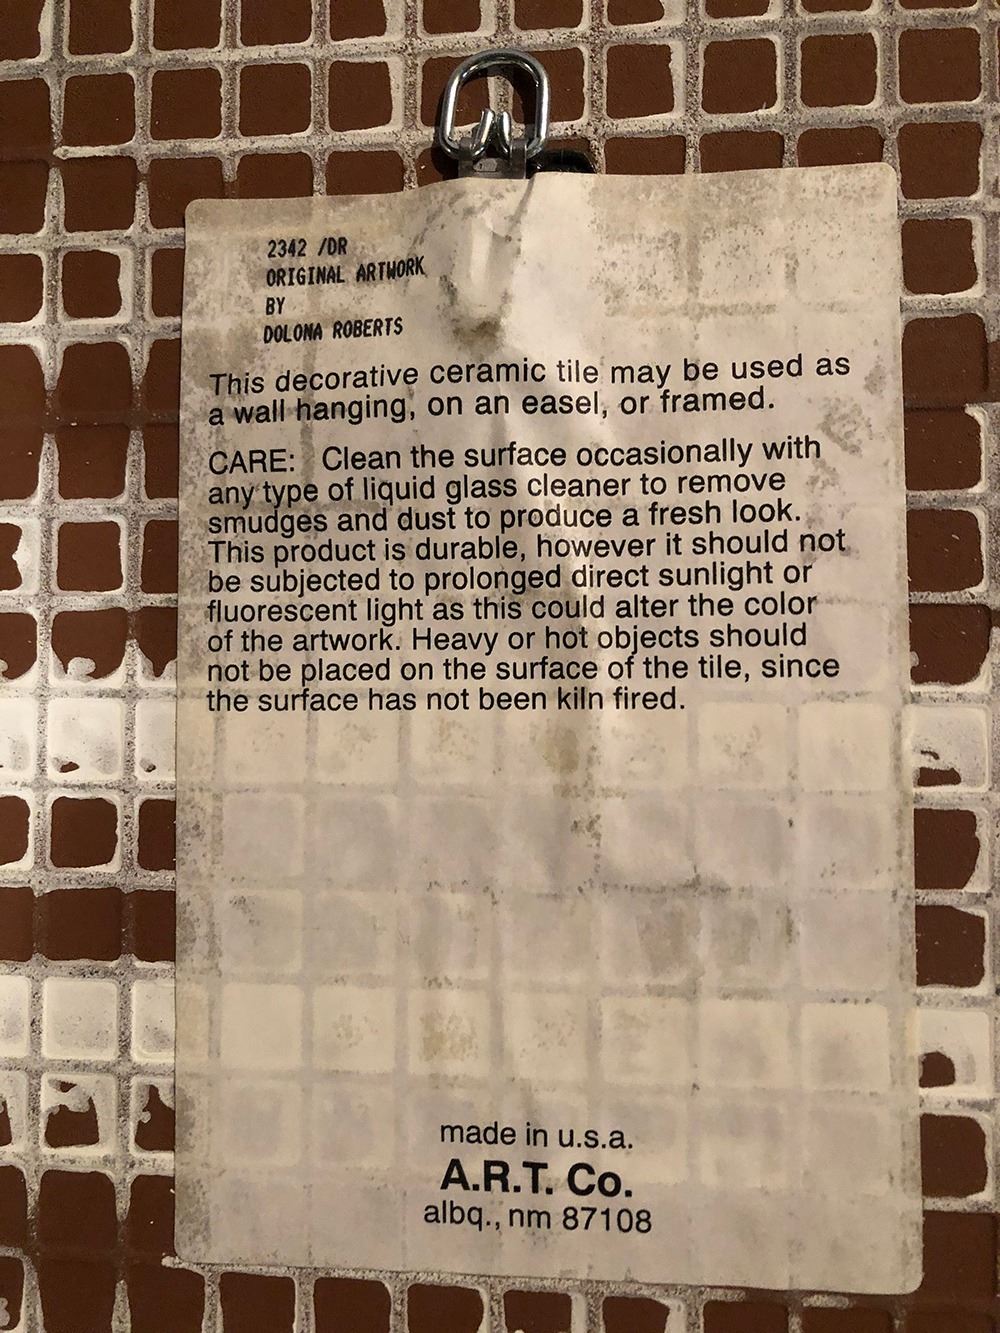 2342 /DR
ORIGINAL ARTWORK
BY
DOLONA ROBERTS
This decorative ceramic tile may be used as
a wall hanging, on an easel, or framed.
CARE: Clean the surface occasionally with
any type of liquid glass cleaner to remove
smudges and dust to produce a fresh look.
This product is durable, however it should not
be subjected to prolonged direct sunlight or
fluorescent light as this could alter the color
of the artwork. Heavy or hot objects should
not be placed on the surface of the tile, since
the surface has not been kiln fired.
made in u.s.a.
A.R.T. Co.
albq., nm 87108